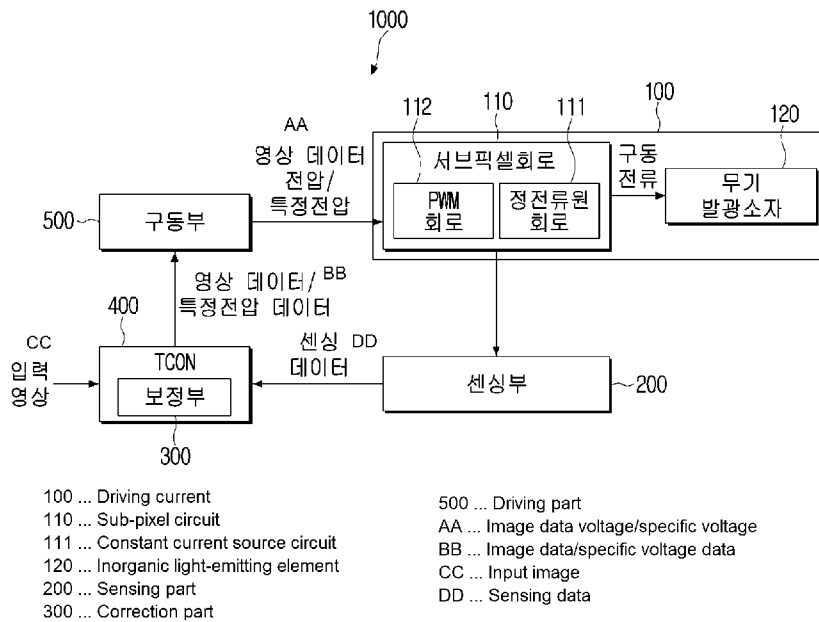 1000
112
110
111
100
120
AA
영상 데이터
전압/
특정전압
서브픽셀회로
PWM
회로
정전류원
회로
구동
전류
무기
발광소자
500
구동부
영상 데이터/ BB
특정전압 데이터
400
CC
입력
영상
TCON
보정부
300
센싱 DD
데이터
센싱부
200
100 ... Driving current
110 ... Sub-pixel circuit
111 ... Constant current source circuit
120 ... Inorganic light-emitting element
200 ... Sensing part
300 ... Correction part
500 ... Driving part
AA ... Image data voltage/specific voltage
BB ... Image data/specific voltage data
CC ... Input image
DD ... Sensing data